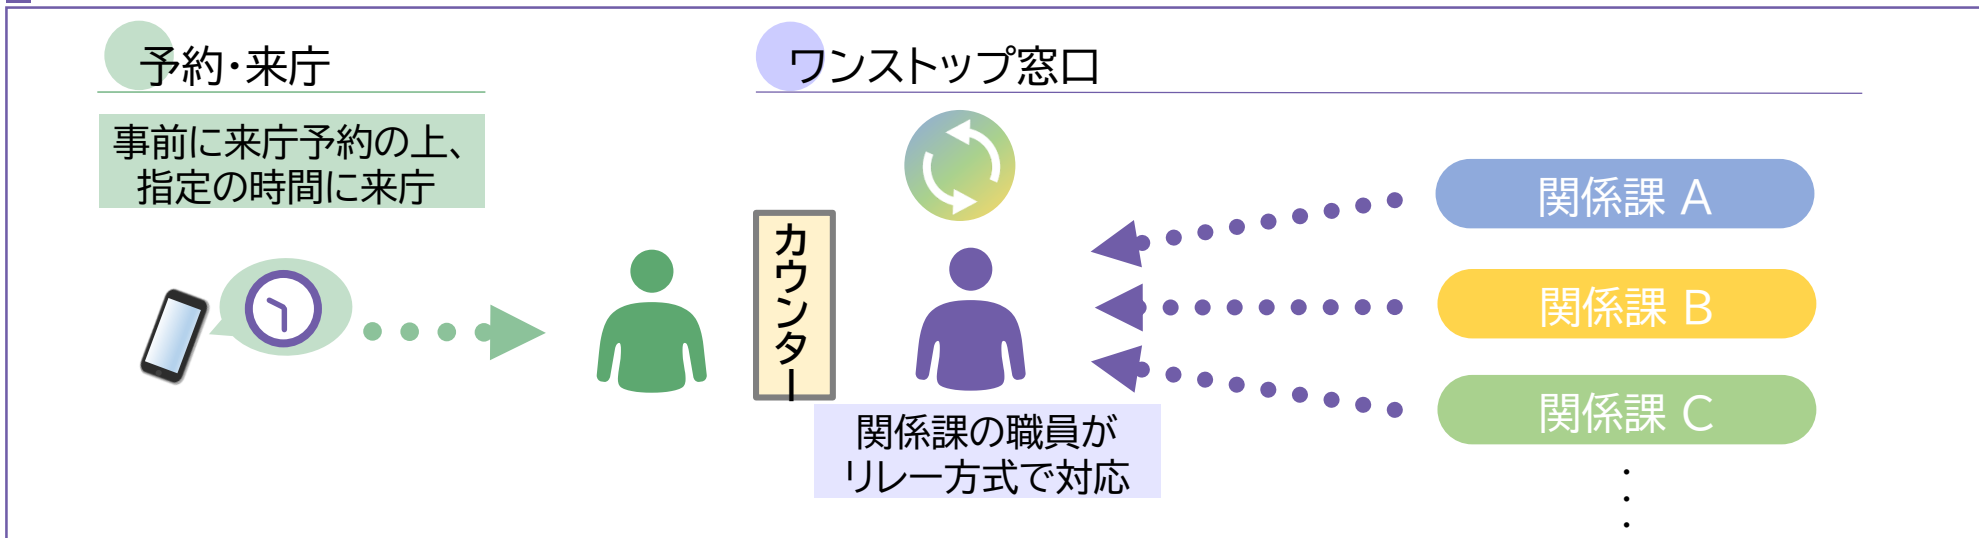 予約・来庁
事前に来庁予約の上、
指定の時間に来庁
ワンストップ窓口
カウンター
関係課の職員が
リレー方式で対応
関係課 A
関係課 B
関係課 C
・
・
・